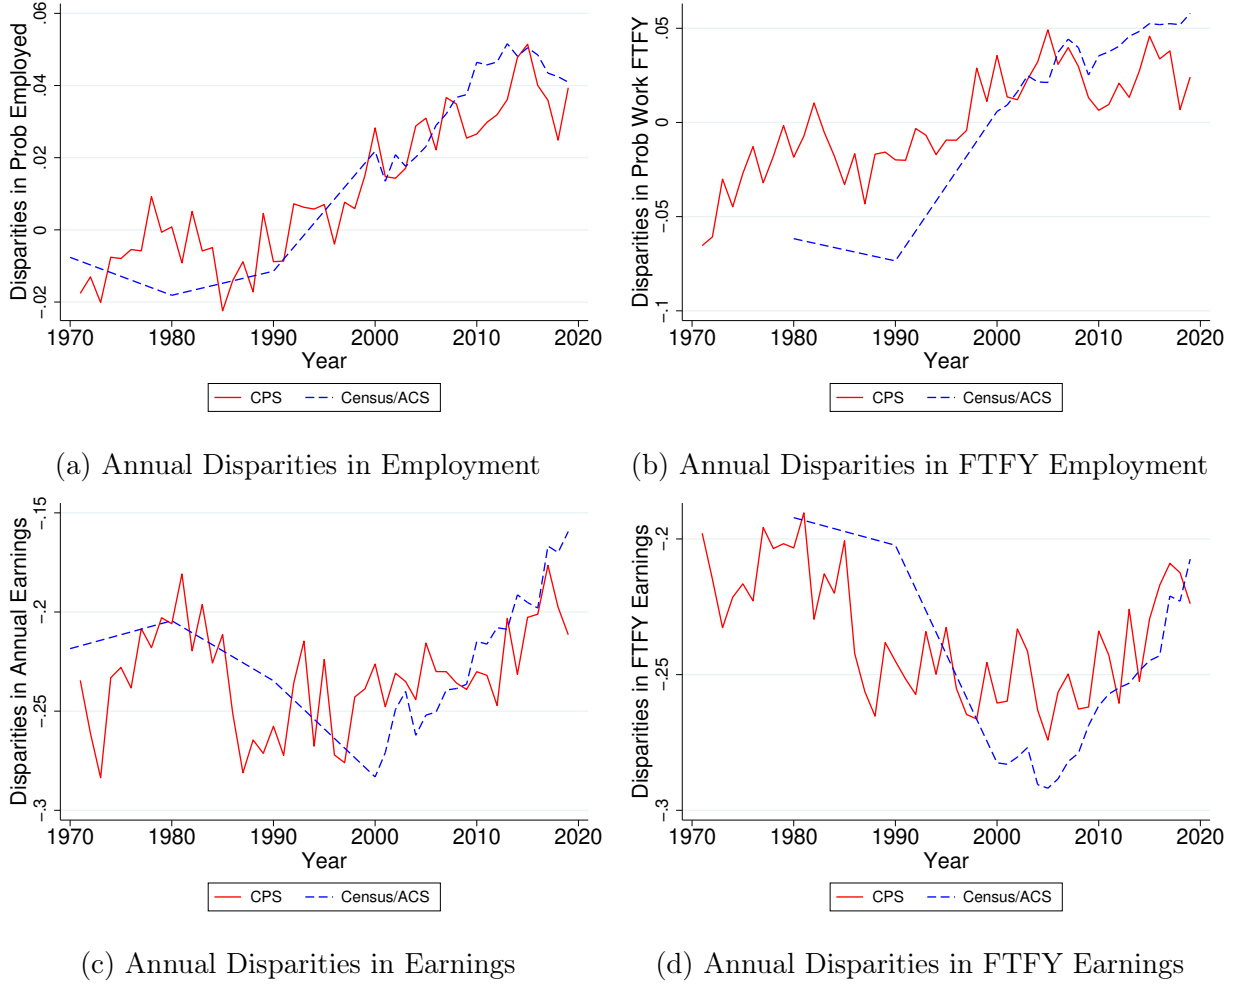 Disparities in Prob Employed
.06
.04
.02
0
-.02
1970 1980 1990 2000 2010 2020
Year
CPS Census/ACS
(a) Annual Disparities in Employment
Disparities in Prob Work FTFY
.05
0
-.05
-.1
1970 1980 1990 2000 2010 2020
Year
CPS Census/ACS
(b) Annual Disparities in FTFY Employment
Disparities in Annual Earnings
-.15
-.2
-.25
-.3
1970 1980 1990 2000 2010 2020
Year
CPS Census/ACS
(c) Annual Disparities in Earnings
Disparities in FTFY Earnings
-.2
-.25
-.3
1970 1980 1990 2000 2010 2020
Year
CPS Census/ACS
(d) Annual Disparities in FTFY Earnings